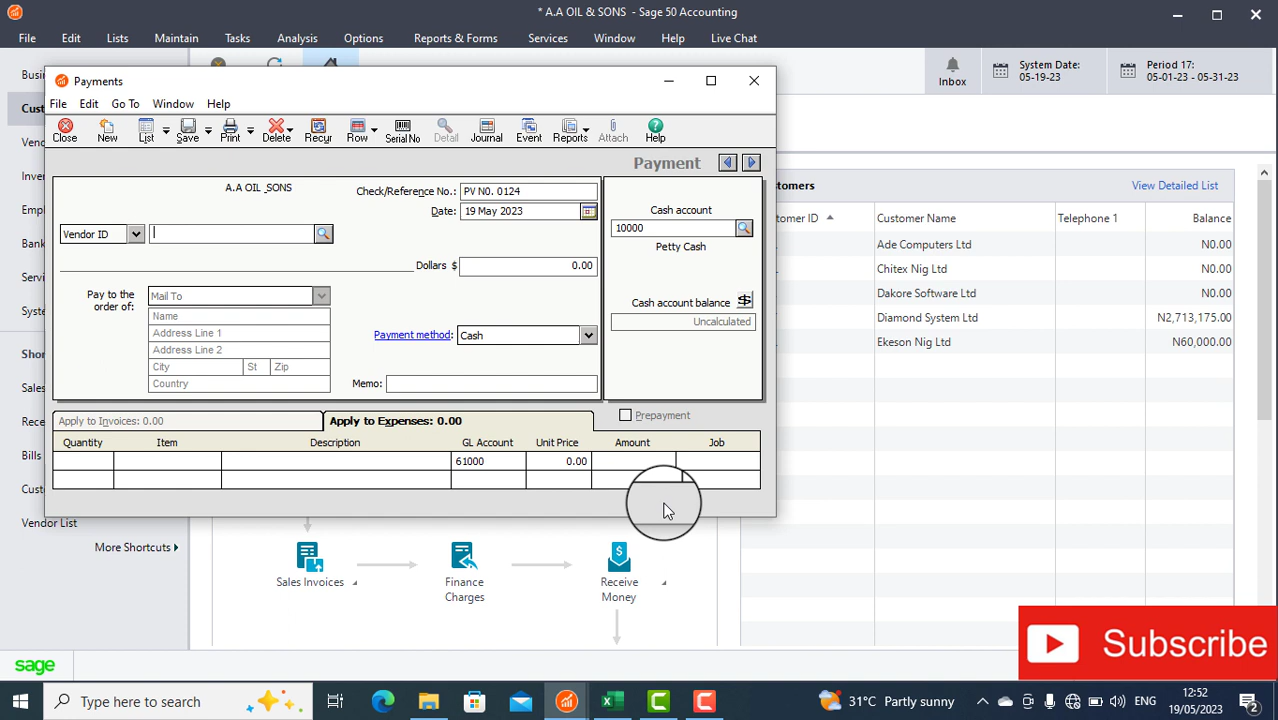 * A.A OIL & SONS - Sage 50 Accounting
File Edit Lists Maintain Tasks Analysis Options Reports & Forms Services Window Help Live Chat
Inbox
System Date:
05-19-23
Period 17:
05-01-23 - 05-31-23
Payments
File Edit Go To Window Help
Close New List Save Print Delete Recur Row Serial No Detail Journal Event Reports Attach Help
Payment
A.A OIL _SONS
Check/Reference No.: PV NO. 0124
Date: 19 May 2023
Vendor ID
Dollars $ 0.00
Pay to the
order of:
Mail To
Name
Address Line 1
Address Line 2
City St Zip
Country
Payment method: Cash
Memo:
Cash account
10000
Petty Cash
Cash account balance
Uncalculated
Apply to Invoices: 0.00
Apply to Expenses: 0.00
Prepayment
Quantity Item Description GL Account Unit Price Amount Job
61000 0.00
View Detailed List
Customer Name Telephone 1 Balance
Ade Computers Ltd N0.00
Chitex Nig Ltd N0.00
Dakore Software Ltd N0.00
Diamond System Ltd N2,713,175.00
Ekeson Nig Ltd N60,000.00
Vendor List
More Shortcuts
Sales Invoices
Finance
Charges
Receive
Money
sage
Subscribe
Type here to search
31°C Partly sunny
ENG
12:52
19/05/2023
2